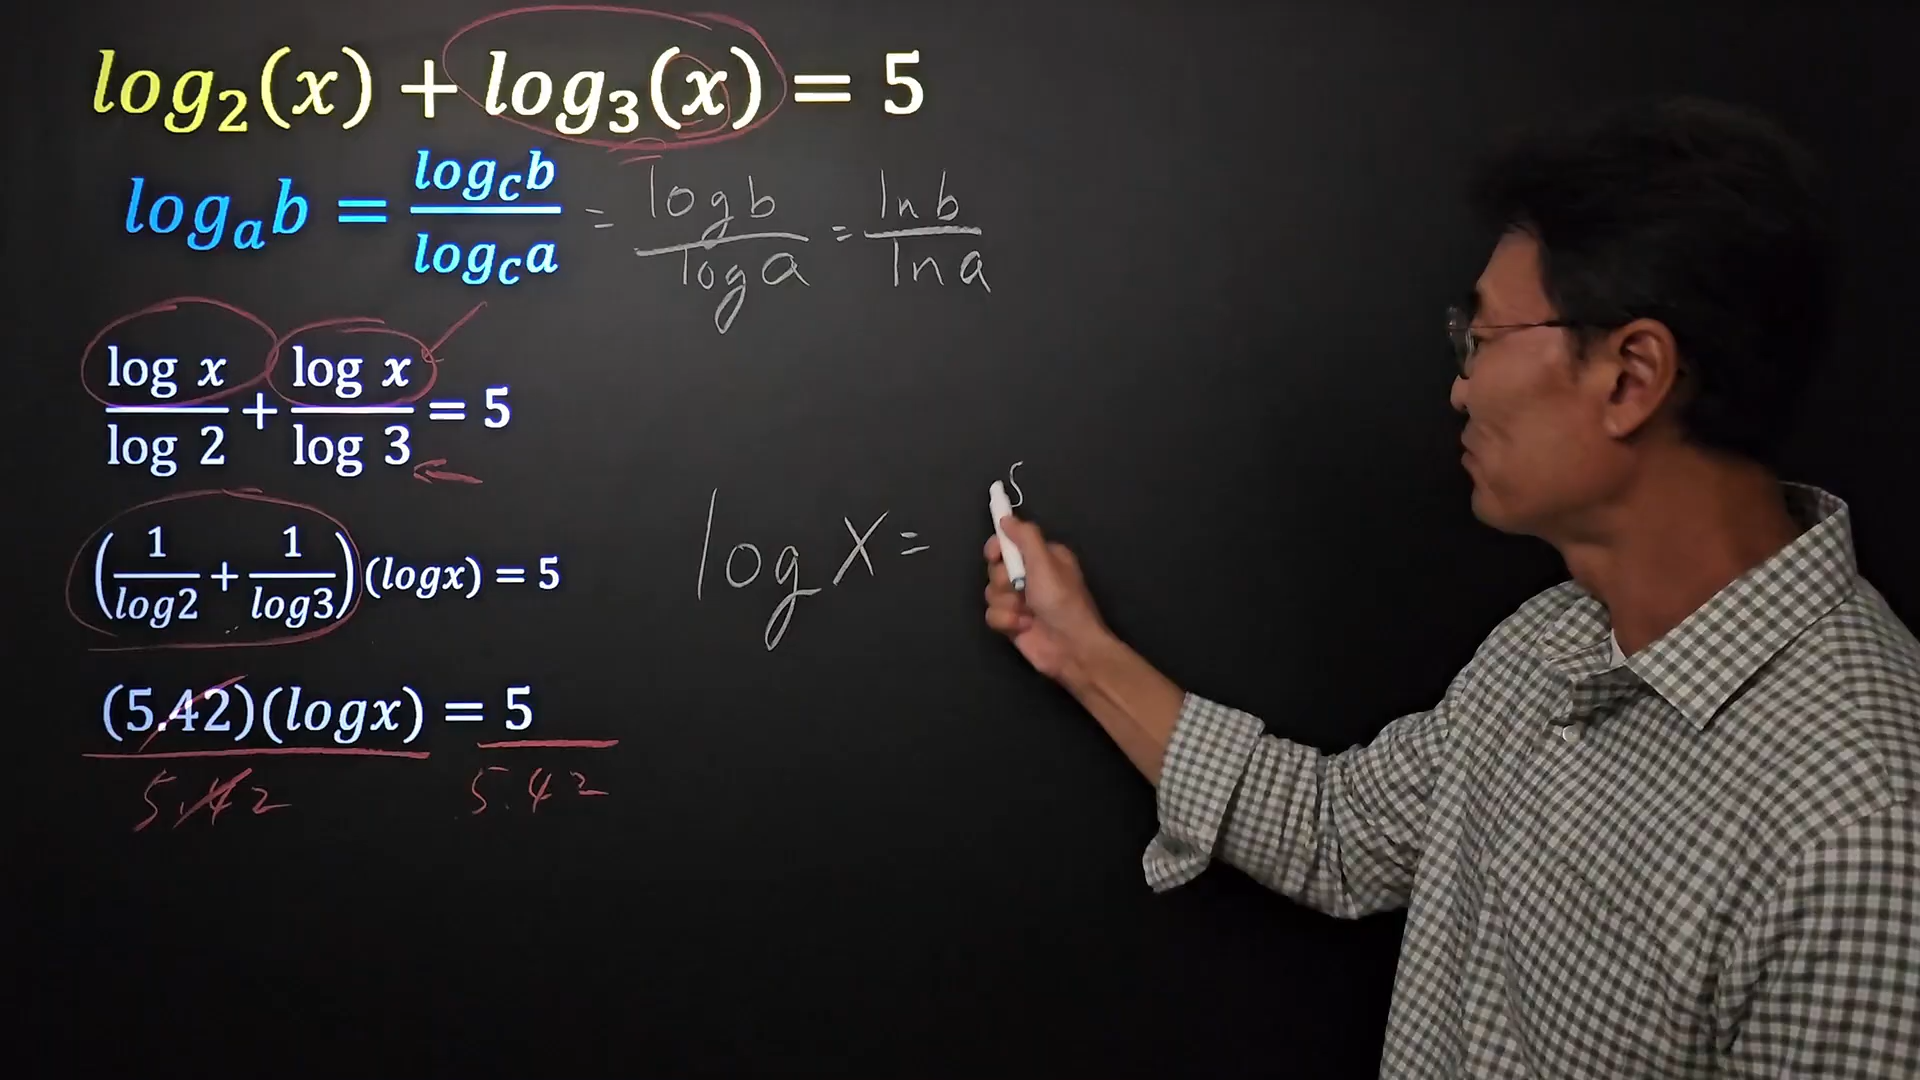 log₂(x) + log₃(x) = 5
logₐb = log_c b / log_c a = log b / log a = ln b / ln a
log x / log 2 + log x / log 3 = 5
(1/log2 + 1/log3)(logx) = 5
(5.42)(logx) = 5
5.42 5.42
log x = 5